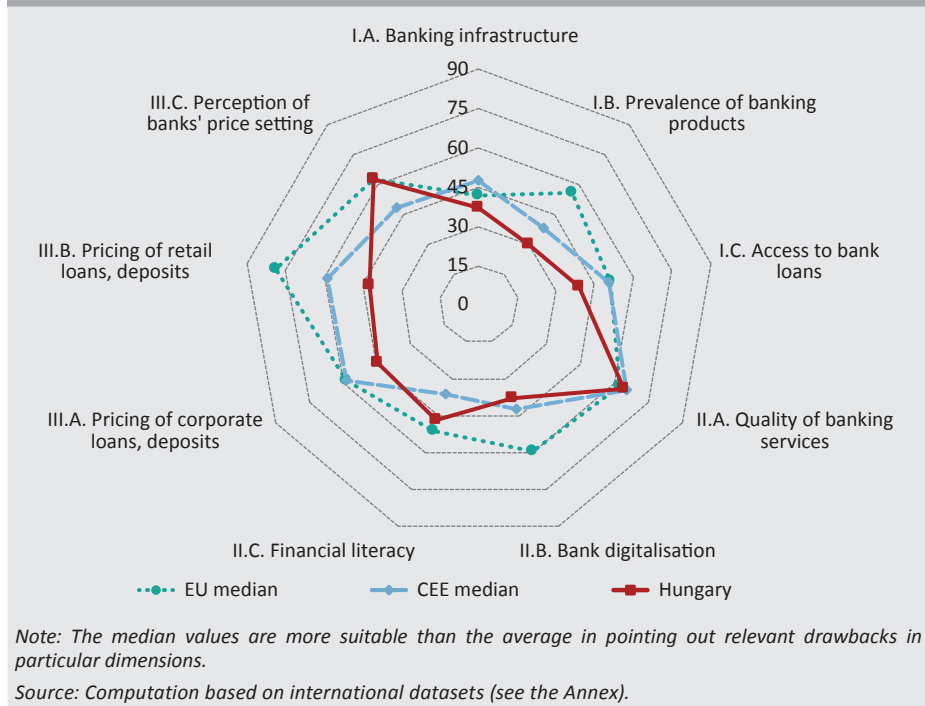 I.A. Banking infrastructure
90
75
60
45
30
15
0
I.B. Prevalence of banking
products
I.C. Access to bank
loans
II.A. Quality of banking
services
II.B. Bank digitalisation
II.C. Financial literacy
III.A. Pricing of corporate
loans, deposits
III.B. Pricing of retail
loans, deposits
III.C. Perception of
banks' price setting
EU median CEE median Hungary
Note: The median values are more suitable than the average in pointing out relevant drawbacks in
particular dimensions.
Source: Computation based on international datasets (see the Annex).